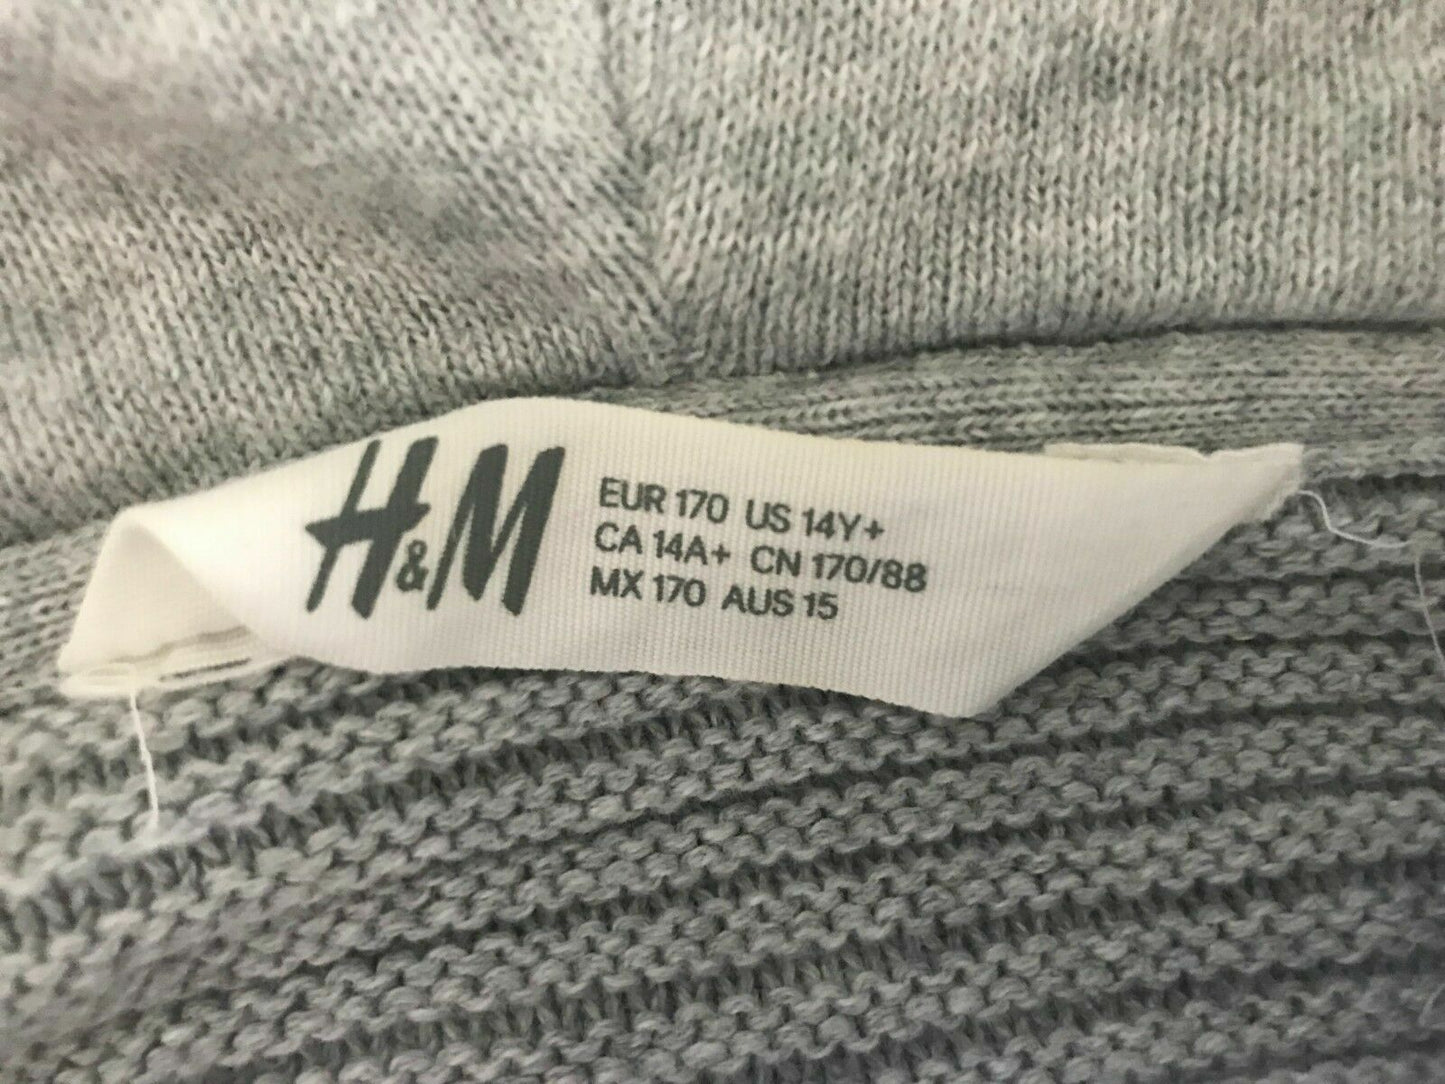 H&M
EUR 170 US 14Y+
CA 14A+ CN 170/88
MX 170 AUS 15